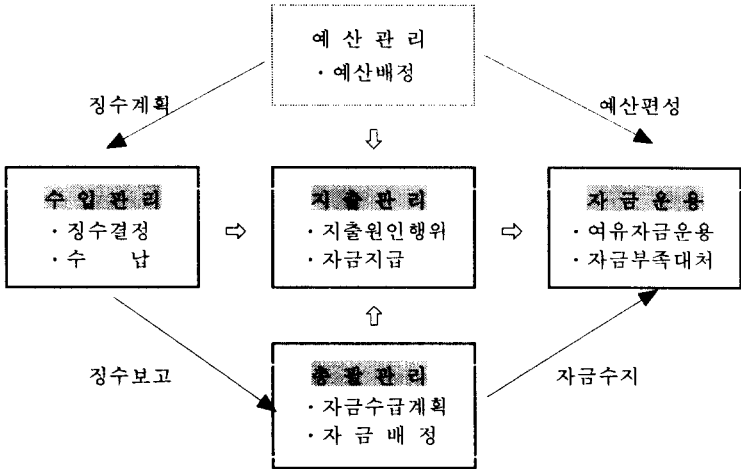 예 산 관 리
· 예산배정
징수계획
예산편성
수 입 관 리
· 징수결정
· 수 납
지 출 관 리
· 지출원인행위
· 자금지급
자 금 운 용
· 여유자금운용
· 자금부족대처
징수보고
자금수지
총 괄 관 리
· 자금수급계획
· 자 금 배 정